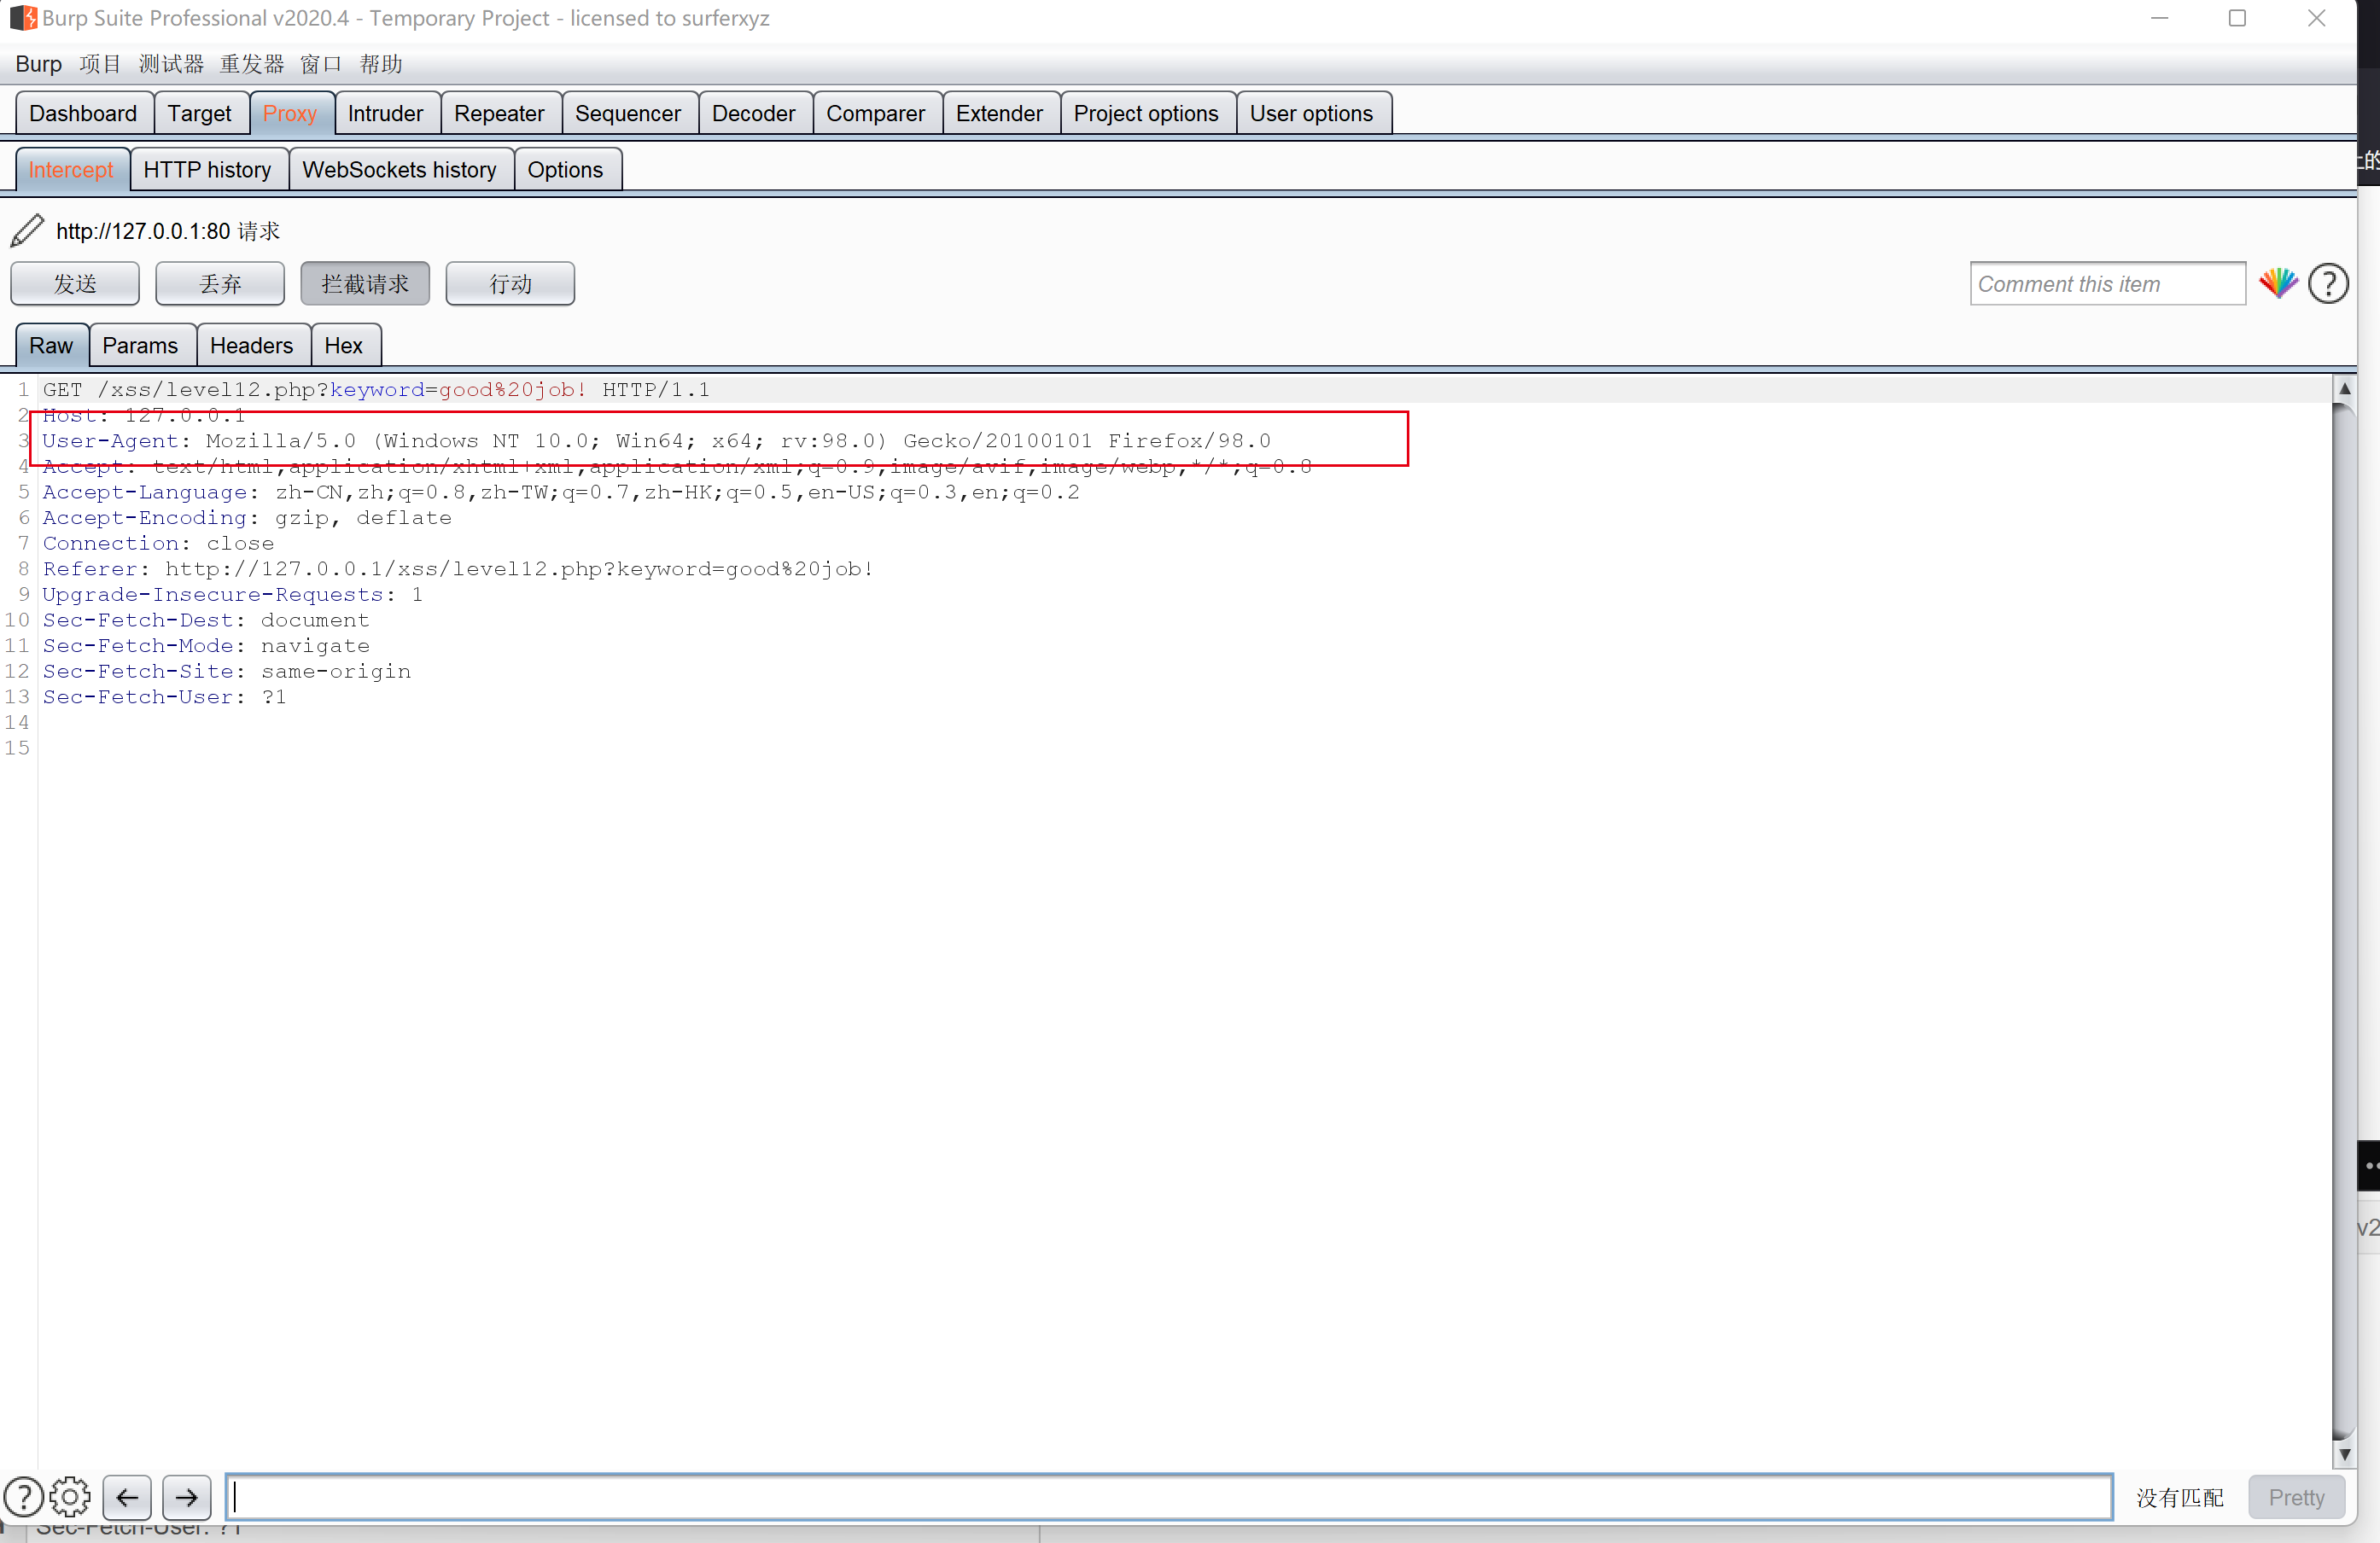 Burp Suite Professional v2020.4 - Temporary Project - licensed to surferxyz
Burp 项目 测试器 重发器 窗口 帮助
Dashboard Target Proxy Intruder Repeater Sequencer Decoder Comparer Extender Project options User options
Intercept HTTP history WebSockets history Options
上的
http://127.0.0.1:80 请求
发送 丢弃 拦截请求 行动 Comment this item ?
Raw Params Headers Hex
1 GET /xss/level12.php?keyword=good%20job! HTTP/1.1
2 Host: 127.0.0.1
3 User-Agent: Mozilla/5.0 (Windows NT 10.0; Win64; x64; rv:98.0) Gecko/20100101 Firefox/98.0
4 Accept: text/html,application/xhtml+xml,application/xml;q=0.9,image/avif,image/webp,*/*;q=0.8
5 Accept-Language: zh-CN,zh;q=0.8,zh-TW;q=0.7,zh-HK;q=0.5,en-US;q=0.3,en;q=0.2
6 Accept-Encoding: gzip, deflate
7 Connection: close
8 Referer: http://127.0.0.1/xss/level12.php?keyword=good%20job!
9 Upgrade-Insecure-Requests: 1
10 Sec-Fetch-Dest: document
11 Sec-Fetch-Mode: navigate
12 Sec-Fetch-Site: same-origin
13 Sec-Fetch-User: ?1
14
15
v2
? ← → 没有匹配 Pretty
Sec-Fetch-User: ?1